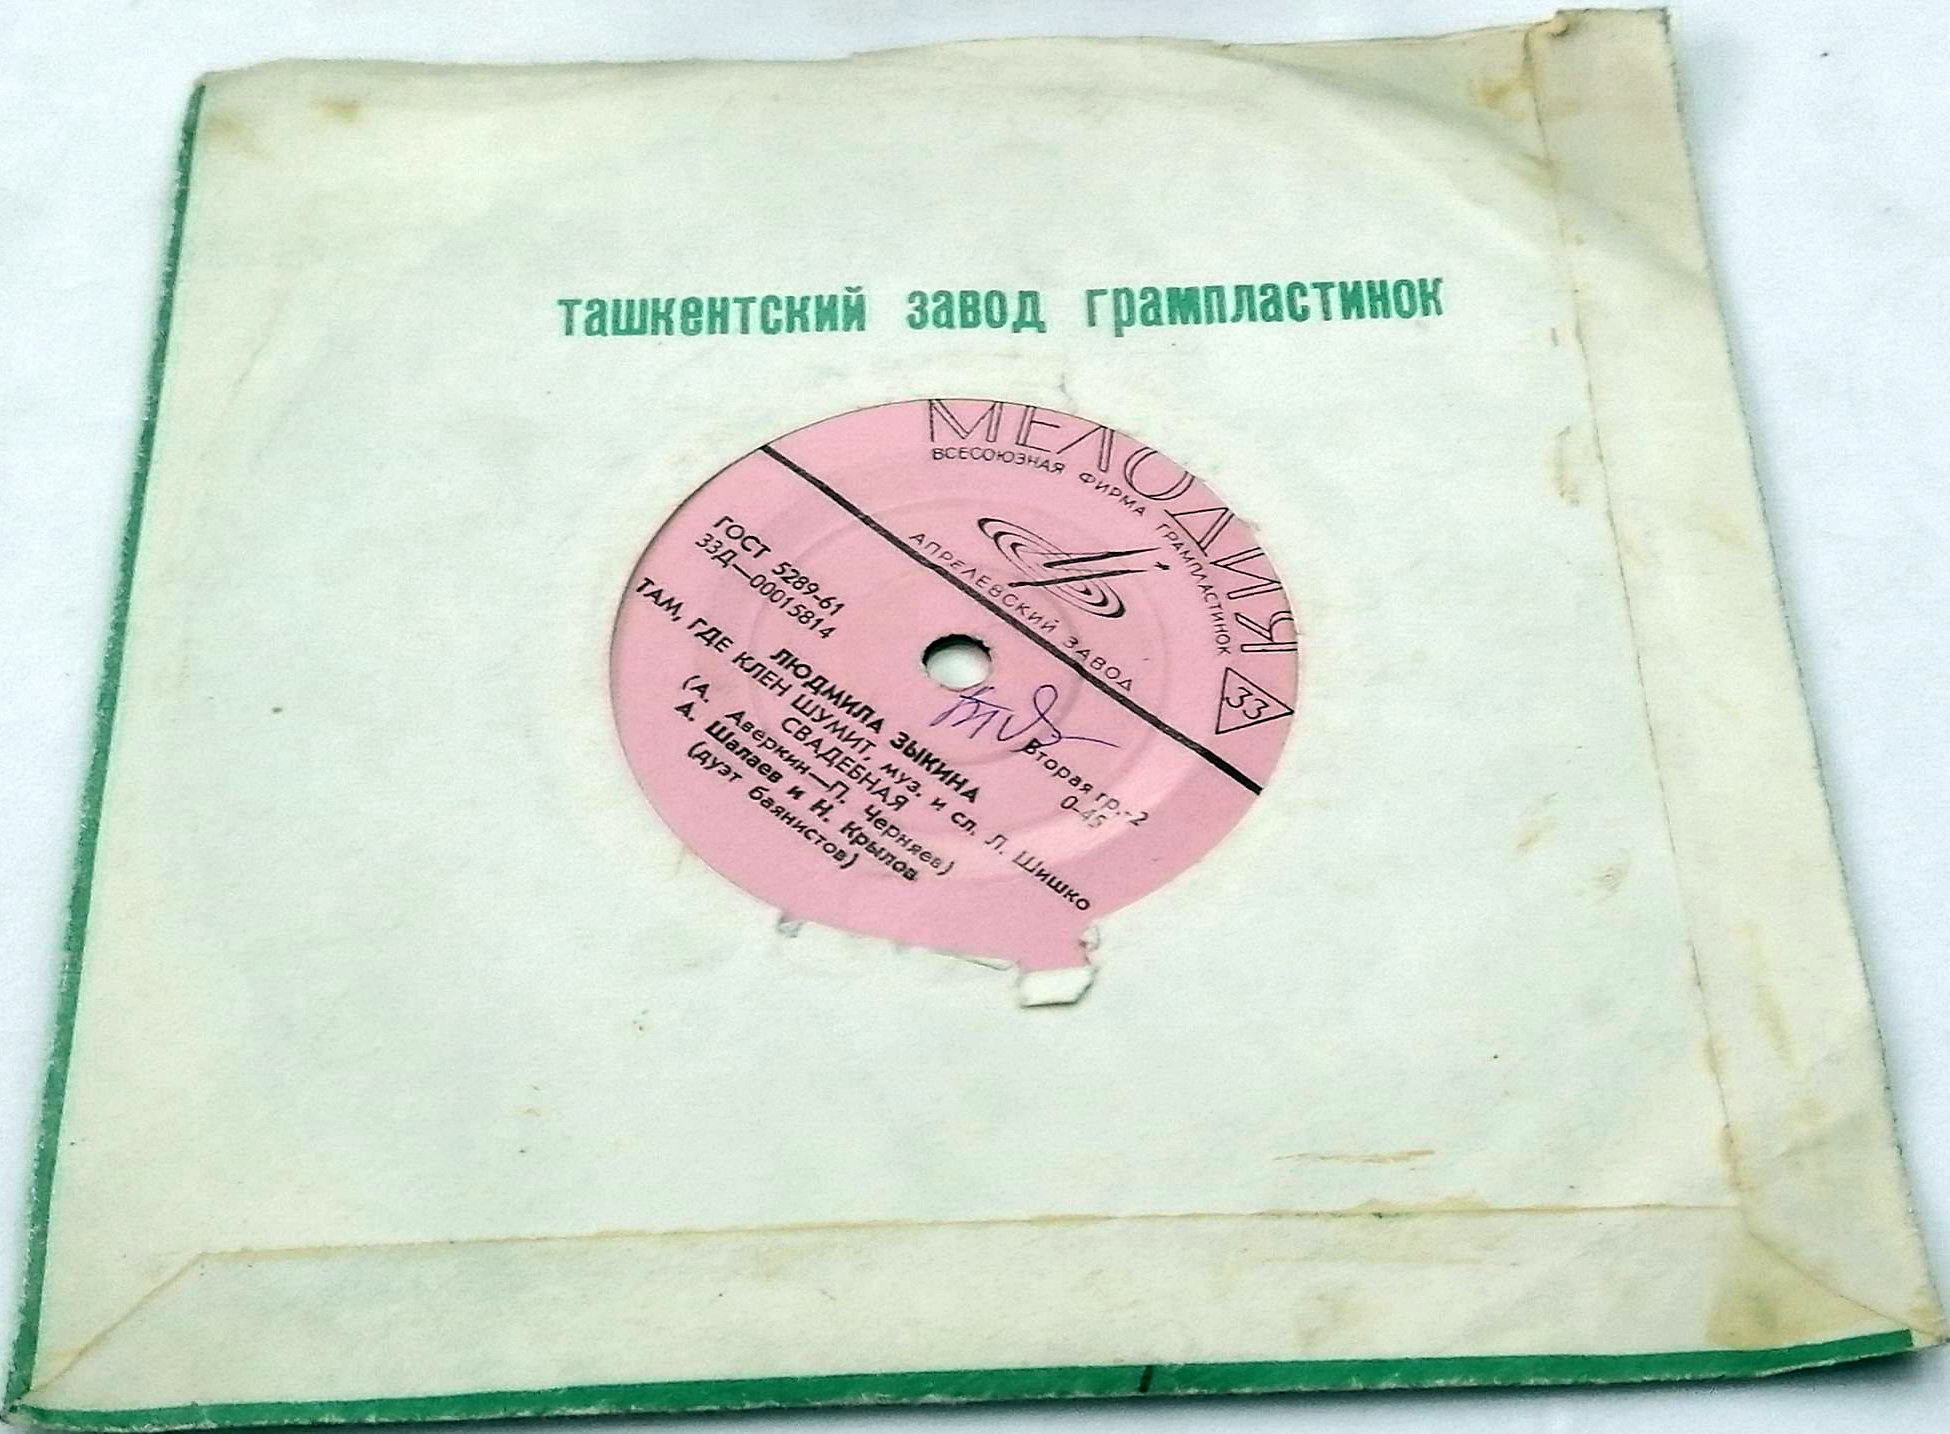 ташкентский завод грампластинок
МЕЛОДИЯ
ВСЕСОЮЗНАЯ ФИРМА ГРАМПЛАСТИНОК
АПРЕЛЕВСКИЙ ЗАВОД
33
ГОСТ 5289-61
33Д—00015814
Вторая гр.-2
0-45
ЛЮДМИЛА ЗЫКИНА
ТАМ, ГДЕ КЛЕН ШУМИТ, муз. и сл. Л. Шишко
СВАДЕБНАЯ
(А. Аверкин—П. Черняев)
А. Шалаев и Н. Крылов
(дуэт баянистов)